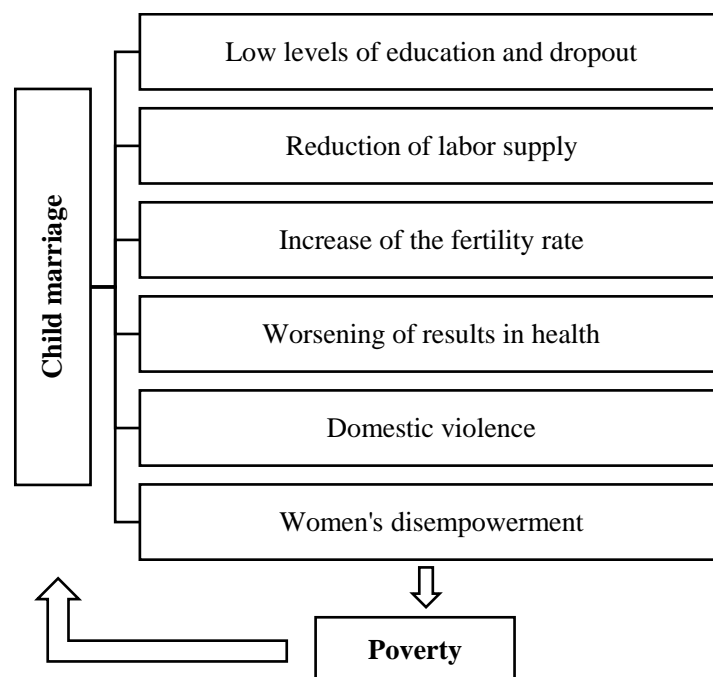 Child marriage
Low levels of education and dropout
Reduction of labor supply
Increase of the fertility rate
Worsening of results in health
Domestic violence
Women's disempowerment
Poverty